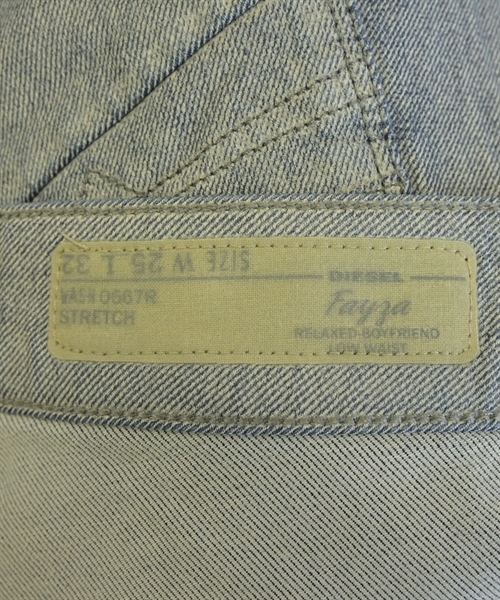 SIZE W 25 L 32
DIESEL
WASH 0667R
Fayza
STRETCH
RELAXED-BOYFRIEND
LOW WAIST